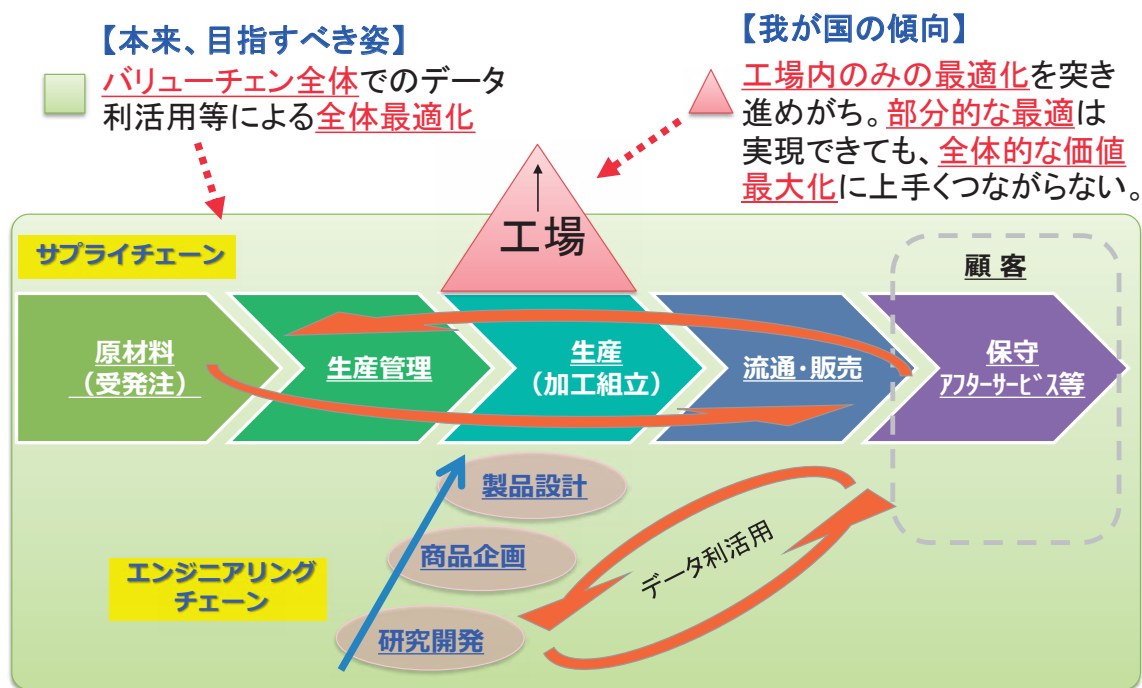 【本来、目指すべき姿】
バリューチェン全体でのデータ
利活用等による全体最適化
【我が国の傾向】
工場内のみの最適化を突き
進めがち。部分的な最適は
実現できても、全体的な価値
最大化に上手くつながらない。
工場
サプライチェーン
顧 客
原材料
（受発注）
生産管理
生産
（加工組立）
流通・販売
保守
ｱﾌﾀｰｻｰﾋﾞｽ等
製品設計
商品企画
研究開発
エンジニアリング
チェーン
データ利活用